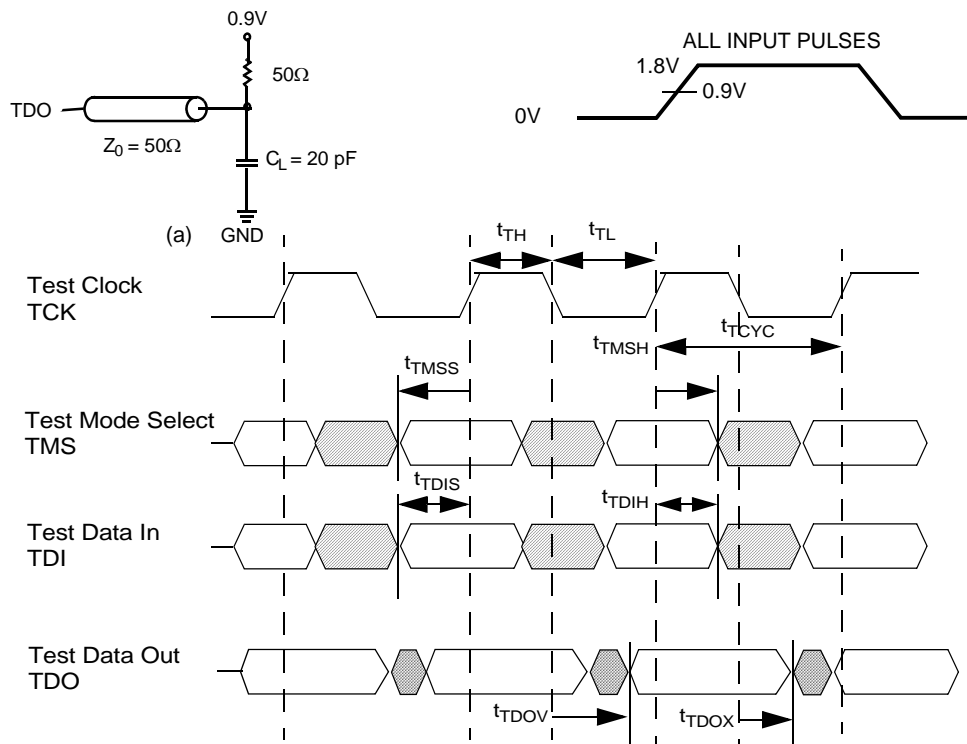 0.9V
50Ω
TDO
Z0 = 50Ω
CL = 20 pF
(a)
GND
ALL INPUT PULSES
1.8V
0.9V
0V
tTH
tTL
Test Clock
TCK
tTCYC
tTMSH
tTMSS
Test Mode Select
TMS
tTDIS
tTDIH
Test Data In
TDI
Test Data Out
TDO
tTDOV
tTDOX